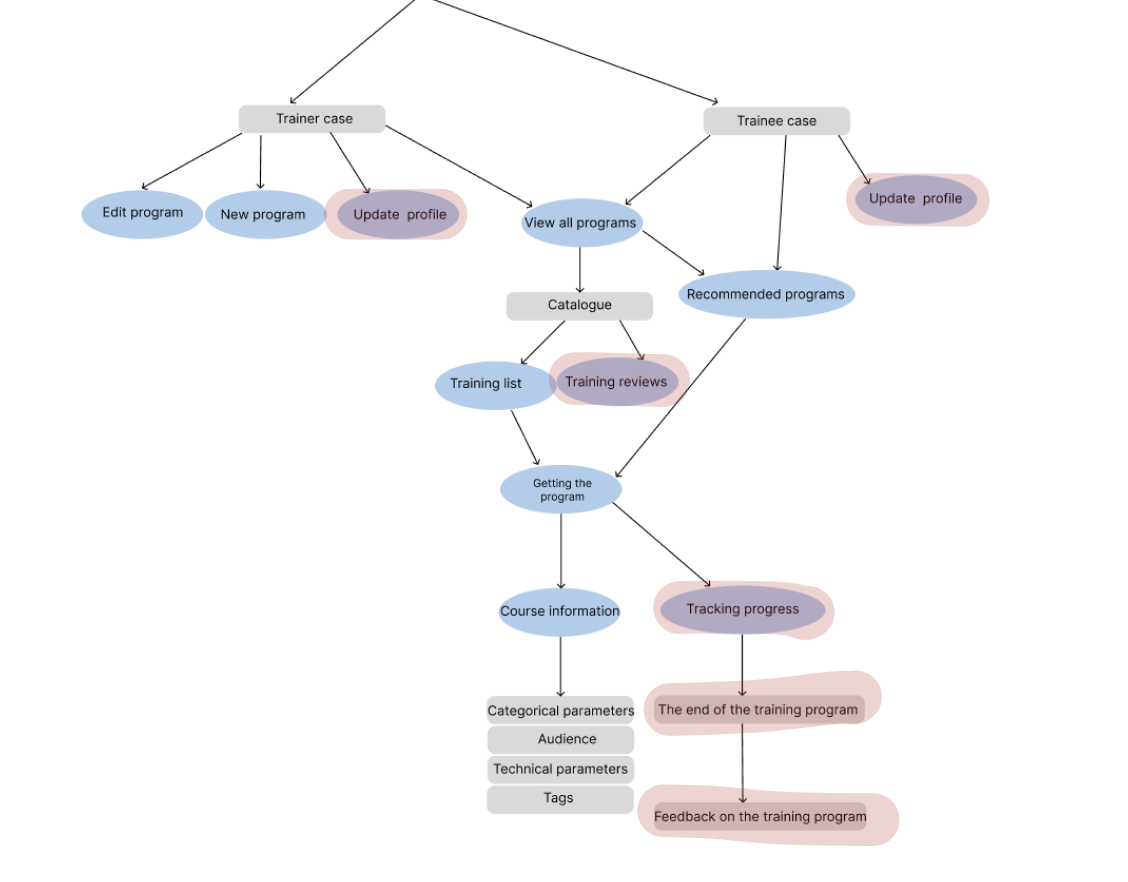 Trainer case
Trainee case
Edit program
New program
Update profile
View all programs
Update profile
Recommended programs
Catalogue
Training list
Training reviews
Getting the
program
Course information
Tracking progress
Categorical parameters
The end of the training program
Audience
Technical parameters
Tags
Feedback on the training program